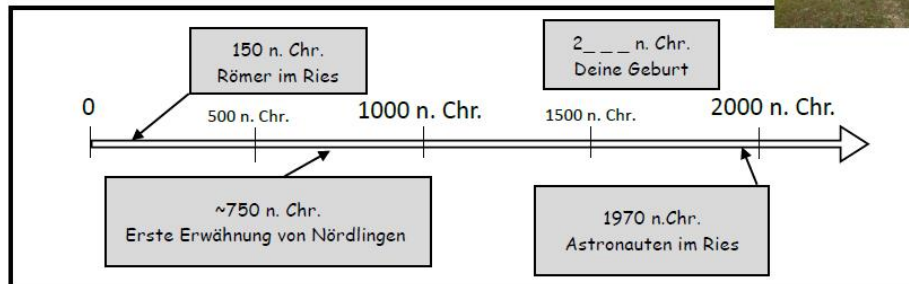 150 n. Chr.
Römer im Ries
2_ _ _ n. Chr.
Deine Geburt
0
500 n. Chr.
1000 n. Chr.
1500 n. Chr.
2000 n. Chr.
~750 n. Chr.
Erste Erwähnung von Nördlingen
1970 n.Chr.
Astronauten im Ries